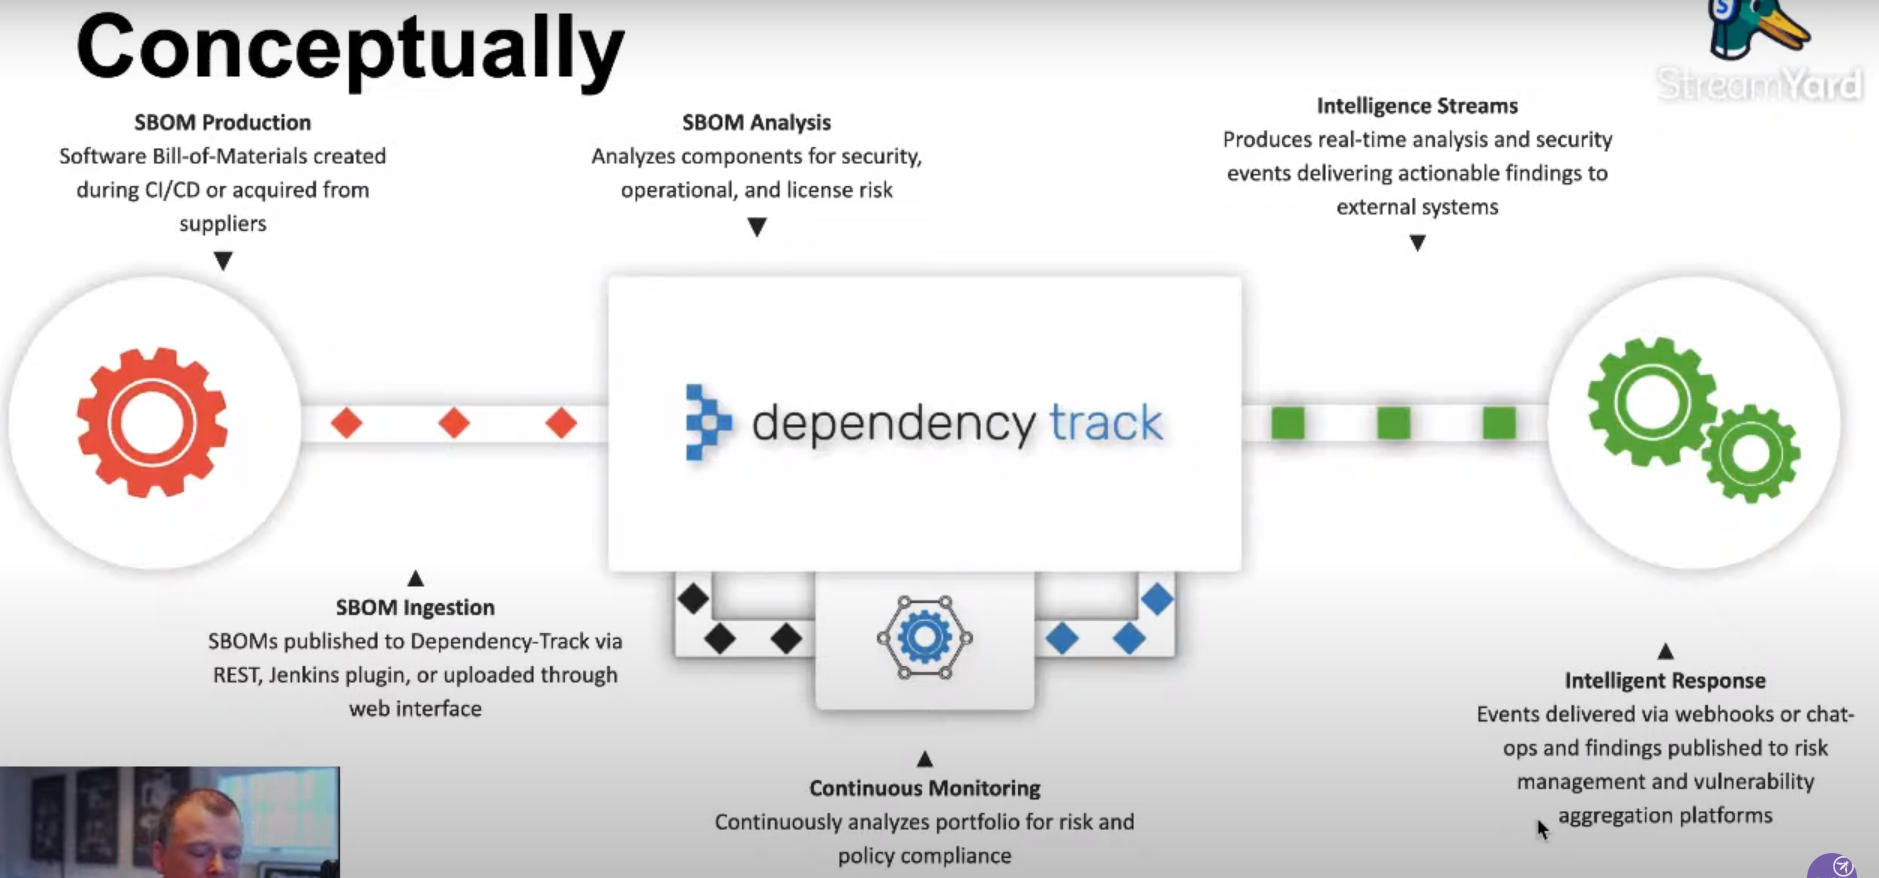 Conceptually
S
StreamYard
SBOM Production
Software Bill-of-Materials created
during CI/CD or acquired from
suppliers
SBOM Analysis
Analyzes components for security,
operational, and license risk
Intelligence Streams
Produces real-time analysis and security
events delivering actionable findings to
external systems
dependency track
SBOM Ingestion
SBOMs published to Dependency-Track via
REST, Jenkins plugin, or uploaded through
web interface
Continuous Monitoring
Continuously analyzes portfolio for risk and
policy compliance
Intelligent Response
Events delivered via webhooks or chat-
ops and findings published to risk
management and vulnerability
aggregation platforms